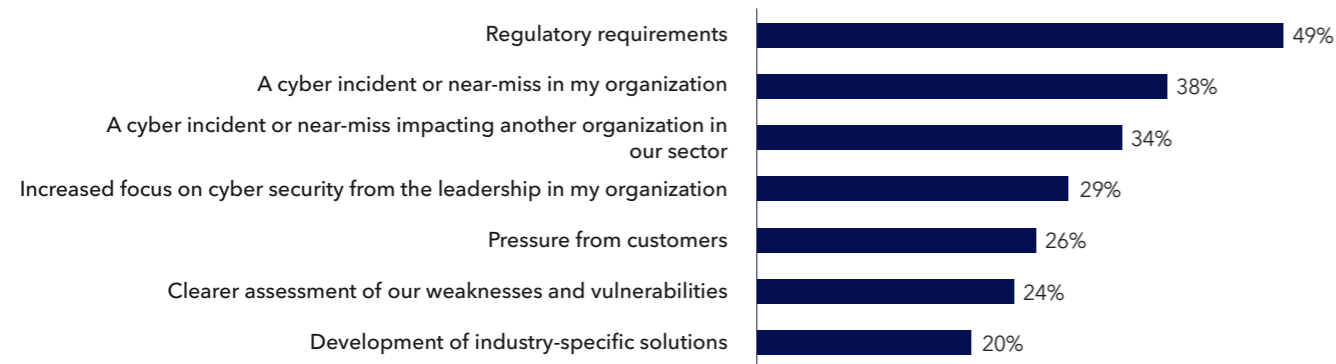 Regulatory requirements 49%
A cyber incident or near-miss in my organization 38%
A cyber incident or near-miss impacting another organization in
our sector 34%
Increased focus on cyber security from the leadership in my organization 29%
Pressure from customers 26%
Clearer assessment of our weaknesses and vulnerabilities 24%
Development of industry-specific solutions 20%